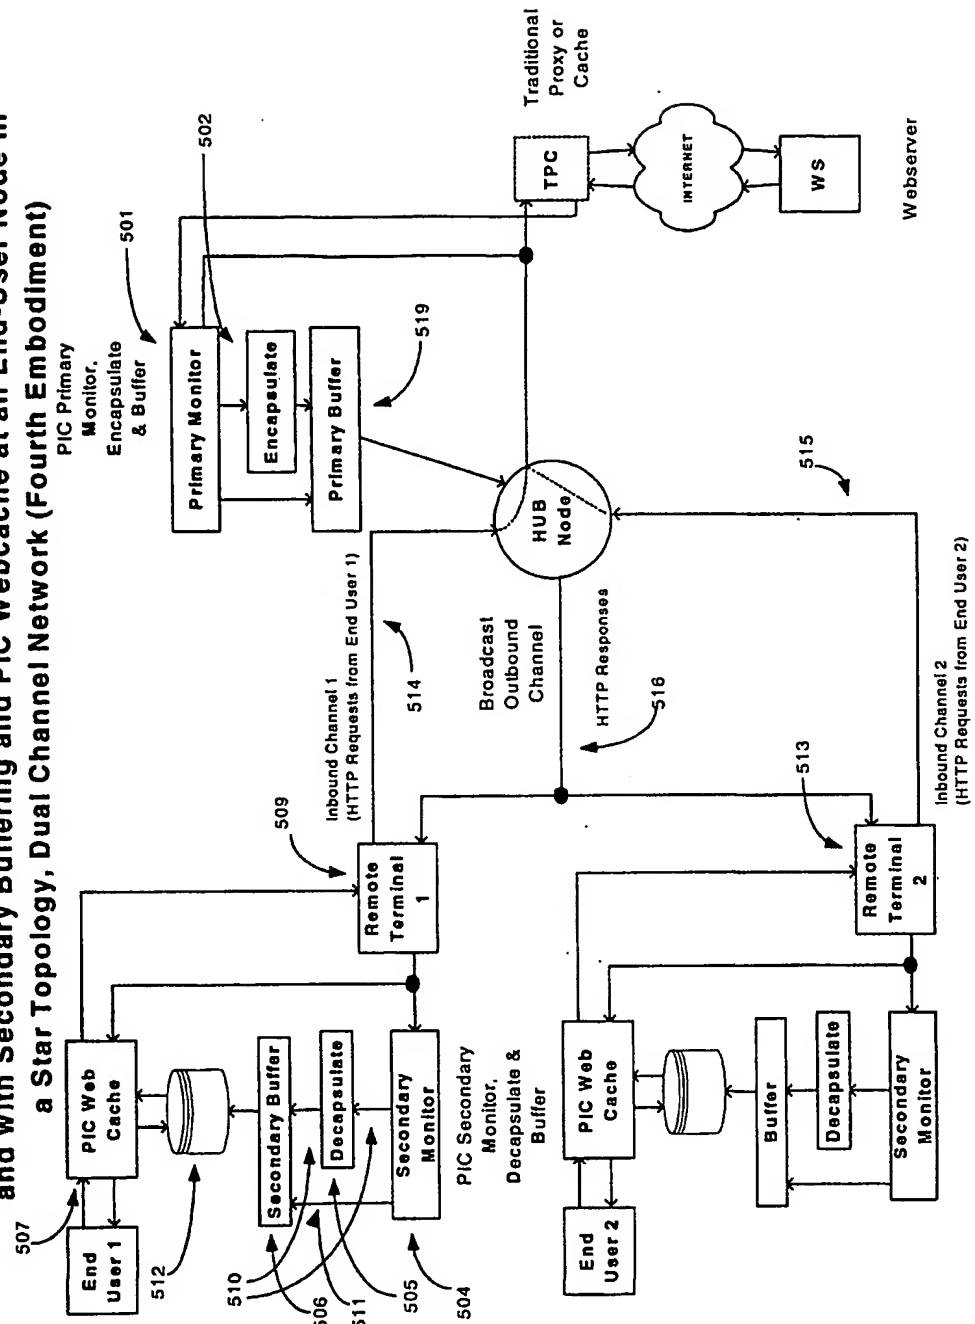 and With Secondary Buffering and PIC Webcache at an End-User Node in
a Star Topology, Dual Channel Network (Fourth Embodiment)
507
End
User 1
PIC Web
Cache
512
510
506
511
505
504
Secondary Buffer
Decapsulate
Secondary
Monitor
509
Remote
Terminal
1
Inbound Channel 1
(HTTP Requests from End User 1)
514
PIC Primary
Monitor,
Encapsulate
& Buffer
501
502
Primary Monitor
Encapsulate
Primary Buffer
519
HUB
Node
Broadcast
Outbound
Channel
HTTP Responses
516
515
Traditional
Proxy or
Cache
TPC
INTERNET
WS
Webserver
PIC Secondary
Monitor,
Decapsulate &
Buffer
End
User 2
PIC Web
Cache
Buffer
Decapsulate
Secondary
Monitor
513
Remote
Terminal
2
Inbound Channel 2
(HTTP Requests from End User 2)